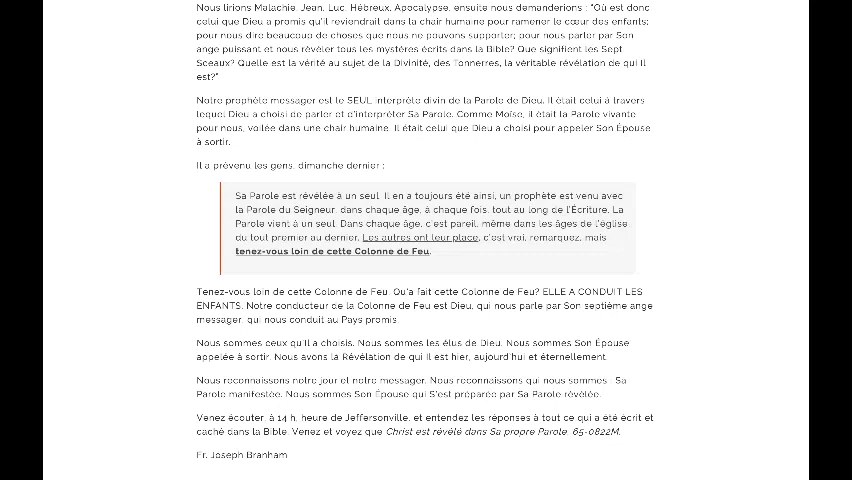 Nous lirions Malachie, Jean, Luc, Hébreux, Apocalypse, ensuite nous demanderions : "Où est donc
celui que Dieu a promis qu'il reviendrait dans la chair humaine pour ramener le cœur des enfants;
pour nous dire beaucoup de choses que nous ne pouvons supporter; pour nous parler par Son
ange puissant et nous révéler tous les mystères écrits dans la Bible? Que signifient les Sept
Sceaux? Quelle est la vérité au sujet de la Divinité, des Tonnerres, la véritable révélation de qui Il
est?"
Notre prophète messager est le SEUL interprète divin de la Parole de Dieu. Il était celui à travers
lequel Dieu a choisi de parler et d'interpréter Sa Parole. Comme Moïse, il était la Parole vivante
pour nous, voilée dans une chair humaine. Il était celui que Dieu a choisi pour appeler Son Épouse
à sortir.
Il a prévenu les gens, dimanche dernier :
Sa Parole est révélée à un seul. Il en a toujours été ainsi, un prophète est venu avec
la Parole du Seigneur, dans chaque âge, à chaque fois, tout au long de l'Écriture. La
Parole vient à un seul. Dans chaque âge, c'est pareil, même dans les âges de l'église
du tout premier au dernier. Les autres ont leur place, c'est vrai, remarquez, mais
tenez-vous loin de cette Colonne de Feu.
Tenez-vous loin de cette Colonne de Feu. Qu'a fait cette Colonne de Feu? ELLE A CONDUIT LES
ENFANTS. Notre conducteur de la Colonne de Feu est Dieu, qui nous parle par Son septième ange
messager, qui nous conduit au Pays promis.
Nous sommes ceux qu'Il a choisis. Nous sommes les élus de Dieu. Nous sommes Son Épouse
appelée à sortir. Nous avons la Révélation de qui Il est hier, aujourd'hui et éternellement.
Nous reconnaissons notre jour et notre messager. Nous reconnaissons qui nous sommes : Sa
Parole manifestée. Nous sommes Son Épouse qui S'est préparée par Sa Parole révélée.
Venez écouter, à 14 h, heure de Jeffersonville, et entendez les réponses à tout ce qui a été écrit et
caché dans la Bible. Venez et voyez que Christ est révélé dans Sa propre Parole. 65-0822M.
Fr. Joseph Branham